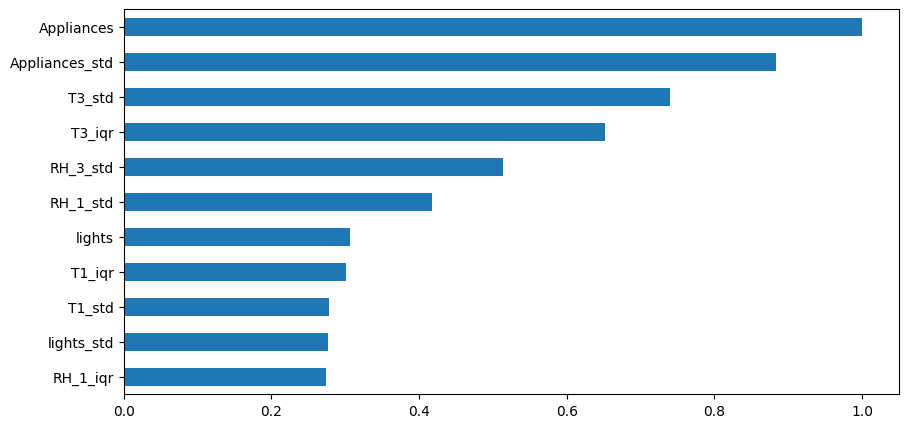 Appliances
Appliances_std
T3_std
T3_iqr
RH_3_std
RH_1_std
lights
T1_iqr
T1_std
lights_std
RH_1_iqr
0.0 0.2 0.4 0.6 0.8 1.0